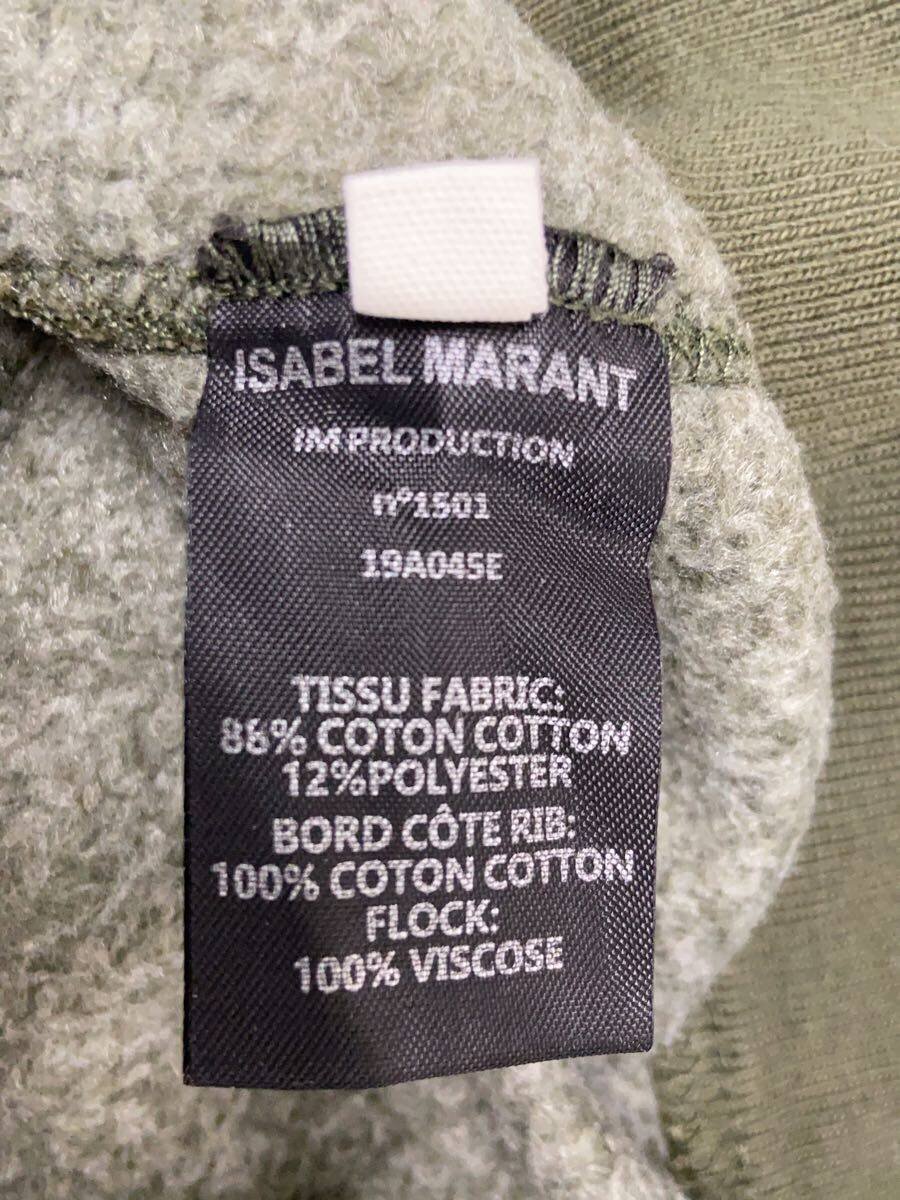 ISABEL MARANT
IM PRODUCTION
nº1501
19A045E
TISSU FABRIC:
86% COTON COTTON
12%POLYESTER
BORD CÔTE RIB:
100% COTON COTTON
FLOCK:
100% VISCOSE